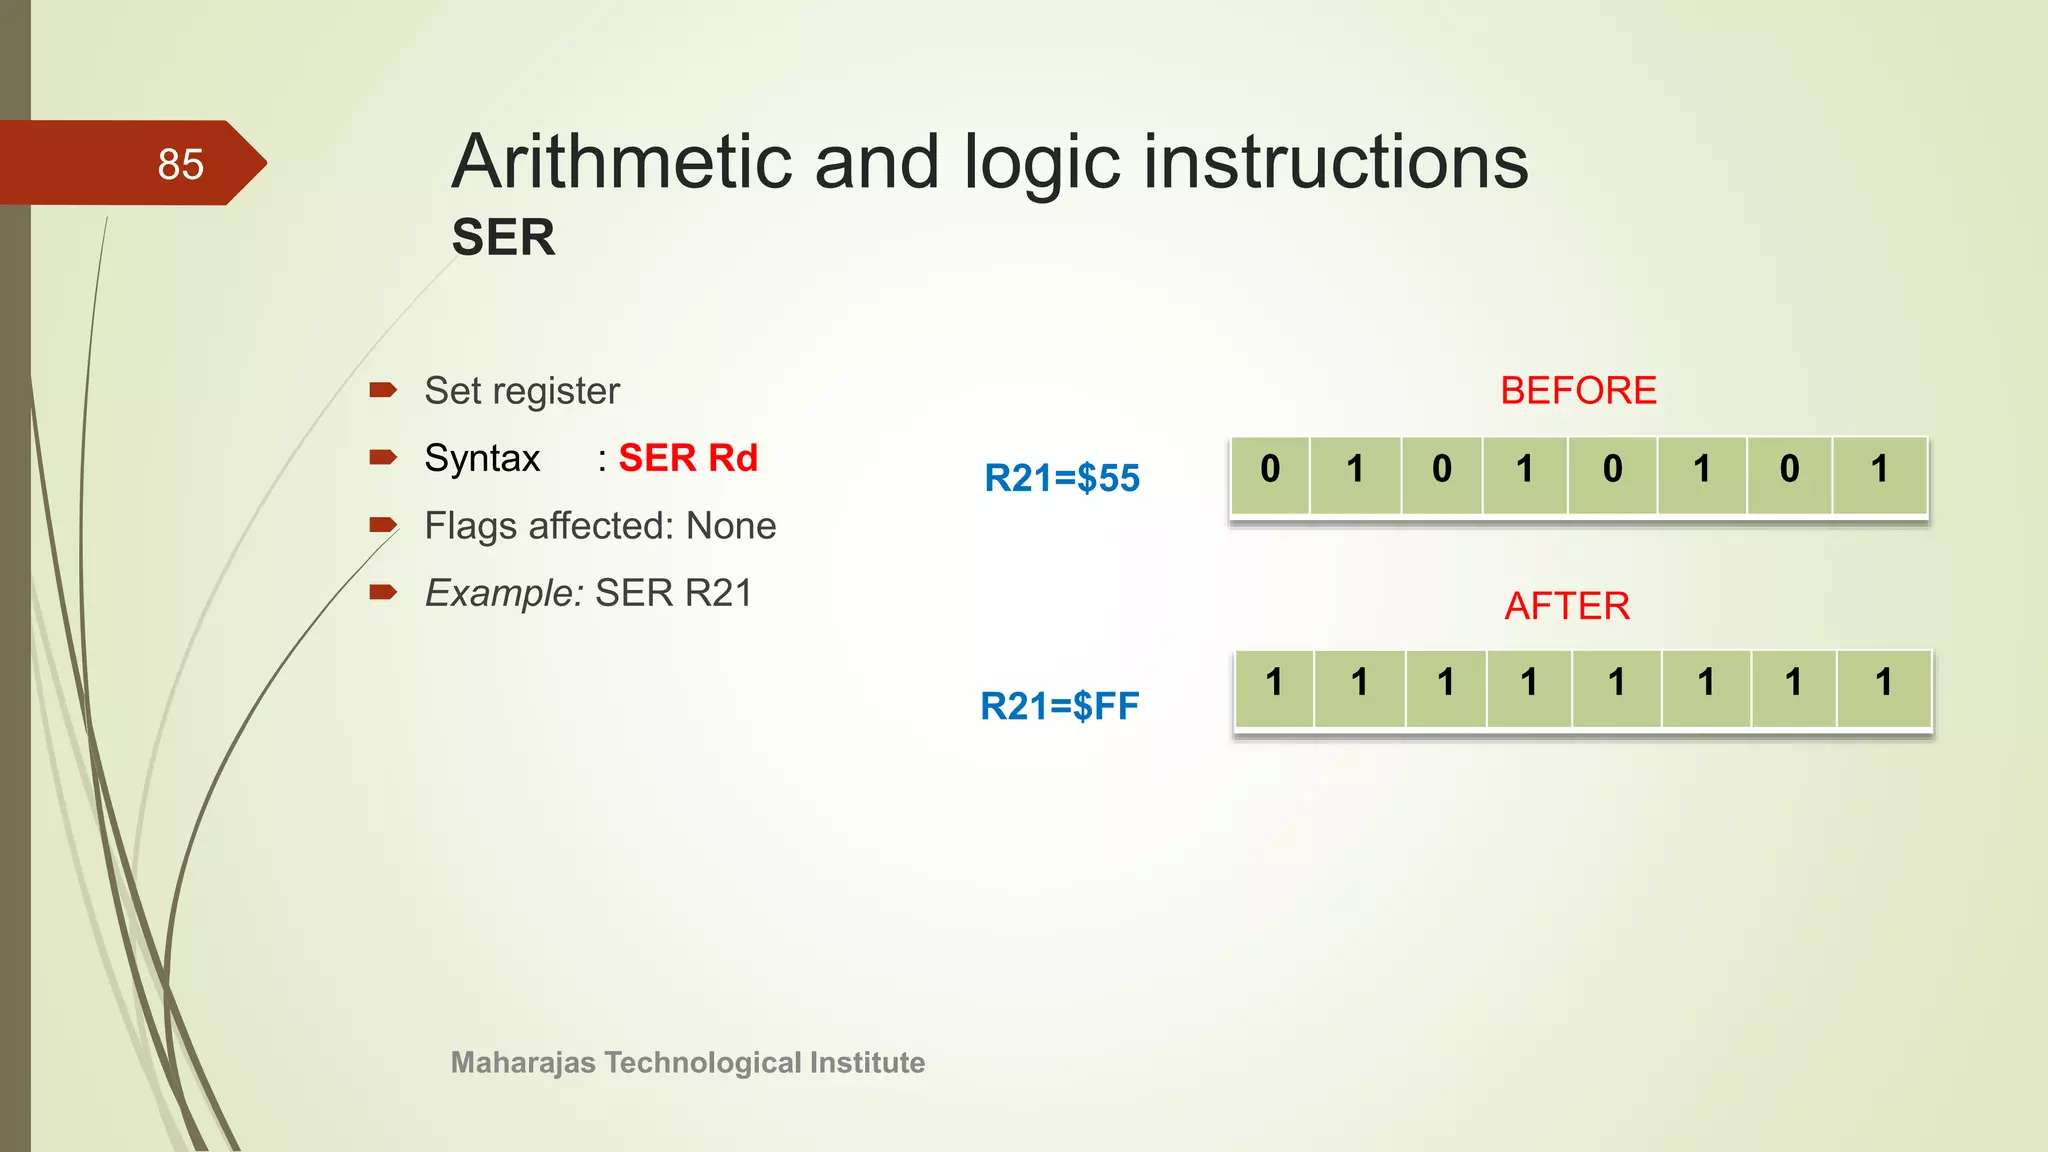 85
Arithmetic and logic instructions
SER
Set register
Syntax : SER Rd
Flags affected: None
Example: SER R21
BEFORE
R21=$55
0 1 0 1 0 1 0 1
AFTER
R21=$FF
1 1 1 1 1 1 1 1
Maharajas Technological Institute